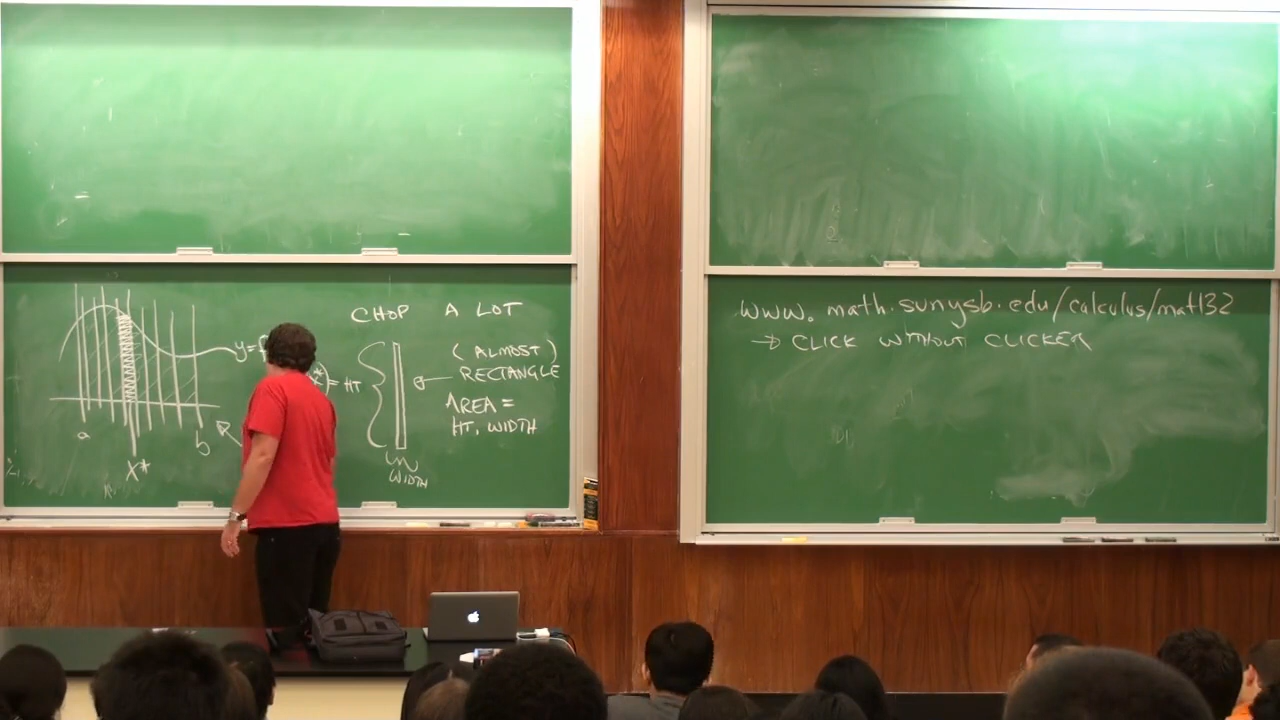 CHOP A LOT
(ALMOST)
RECTANGLE
AREA =
HT. WIDTH
y=f
x*) = HT
a
b
x*
WIDTH
www.math.sunysb.edu/calculus/mat132
→ CLICK WITHOUT CLICKER